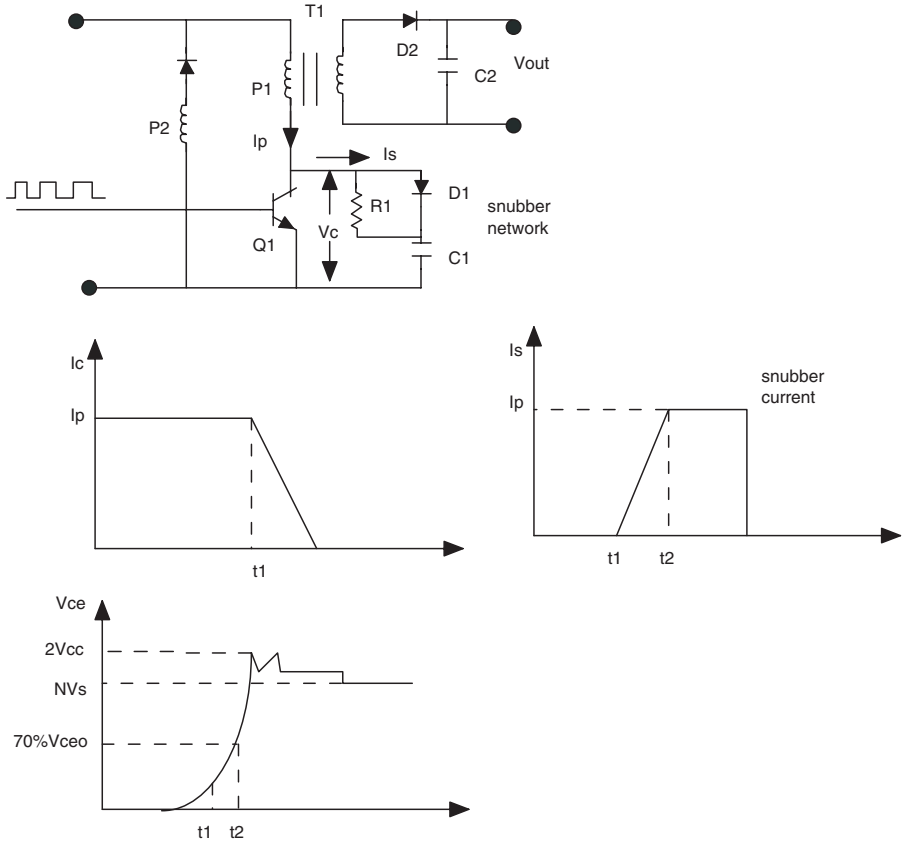 T1
D2
C2
Vout
P1
P2
Ip
Is
D1
R1
snubber
network
Vc
Q1
C1
Ic
Ip
t1
Is
snubber
current
Ip
t1 t2
Vce
2Vcc
NVs
70%Vceo
t1 t2